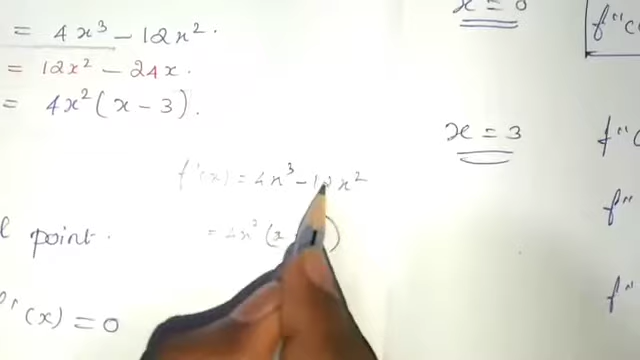 = 4x³ − 12x².
= 12x² − 24x.
= 4x² (x − 3).
f'(x) = 4x³ − 12x²
= 4x² (x
point.
(x) = 0
x = 0
x = 3
f''
f''
f''
f''